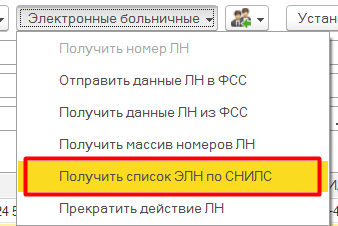 Электронные больничные
Устан
Получить номер ЛН
Отправить данные ЛН в ФСС
Получить данные ЛН из ФСС
Получить массив номеров ЛН
Получить список ЭЛН по СНИЛС
Прекратить действие ЛН